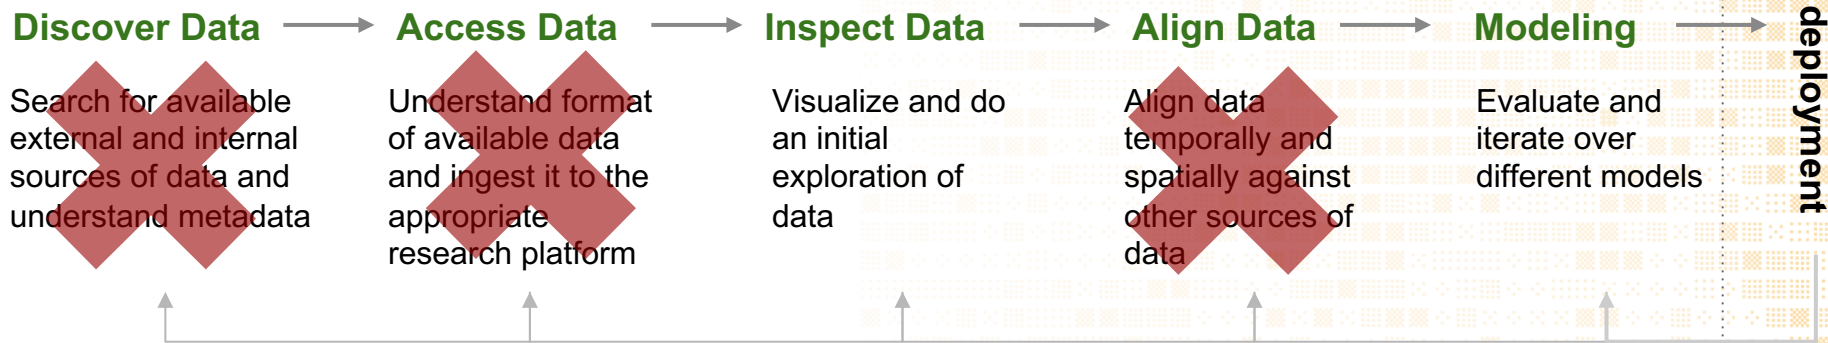 Discover Data
Search for available
external and internal
sources of data and
understand metadata
Access Data
Understand format
of available data
and ingest it to the
appropriate
research platform
Inspect Data
Visualize and do
an initial
exploration of
data
Align Data
Align data
temporally and
spatially against
other sources of
data
Modeling
Evaluate and
iterate over
different models
deployment